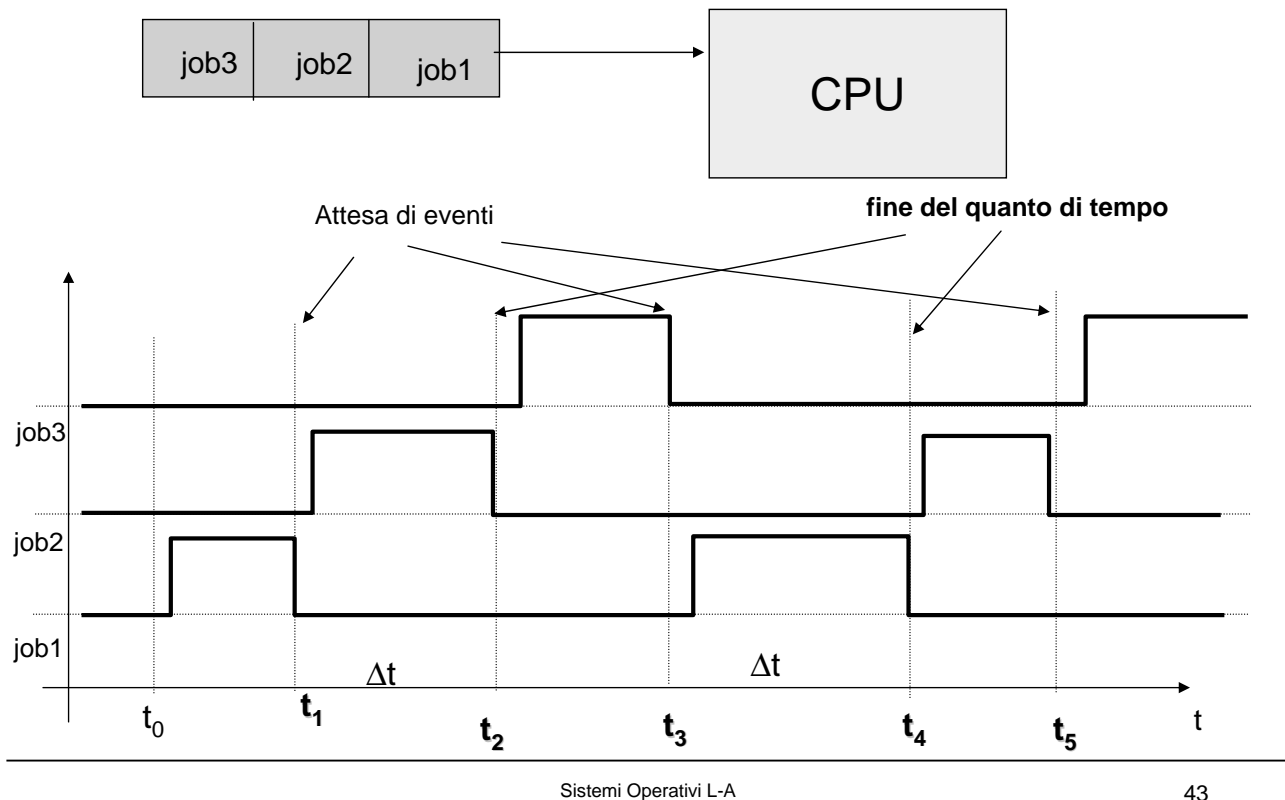 job3 job2 job1
CPU
Attesa di eventi
fine del quanto di tempo
job3
job2
job1
Δt Δt
t0 t1 t2 t3 t4 t5 t
Sistemi Operativi L-A 43